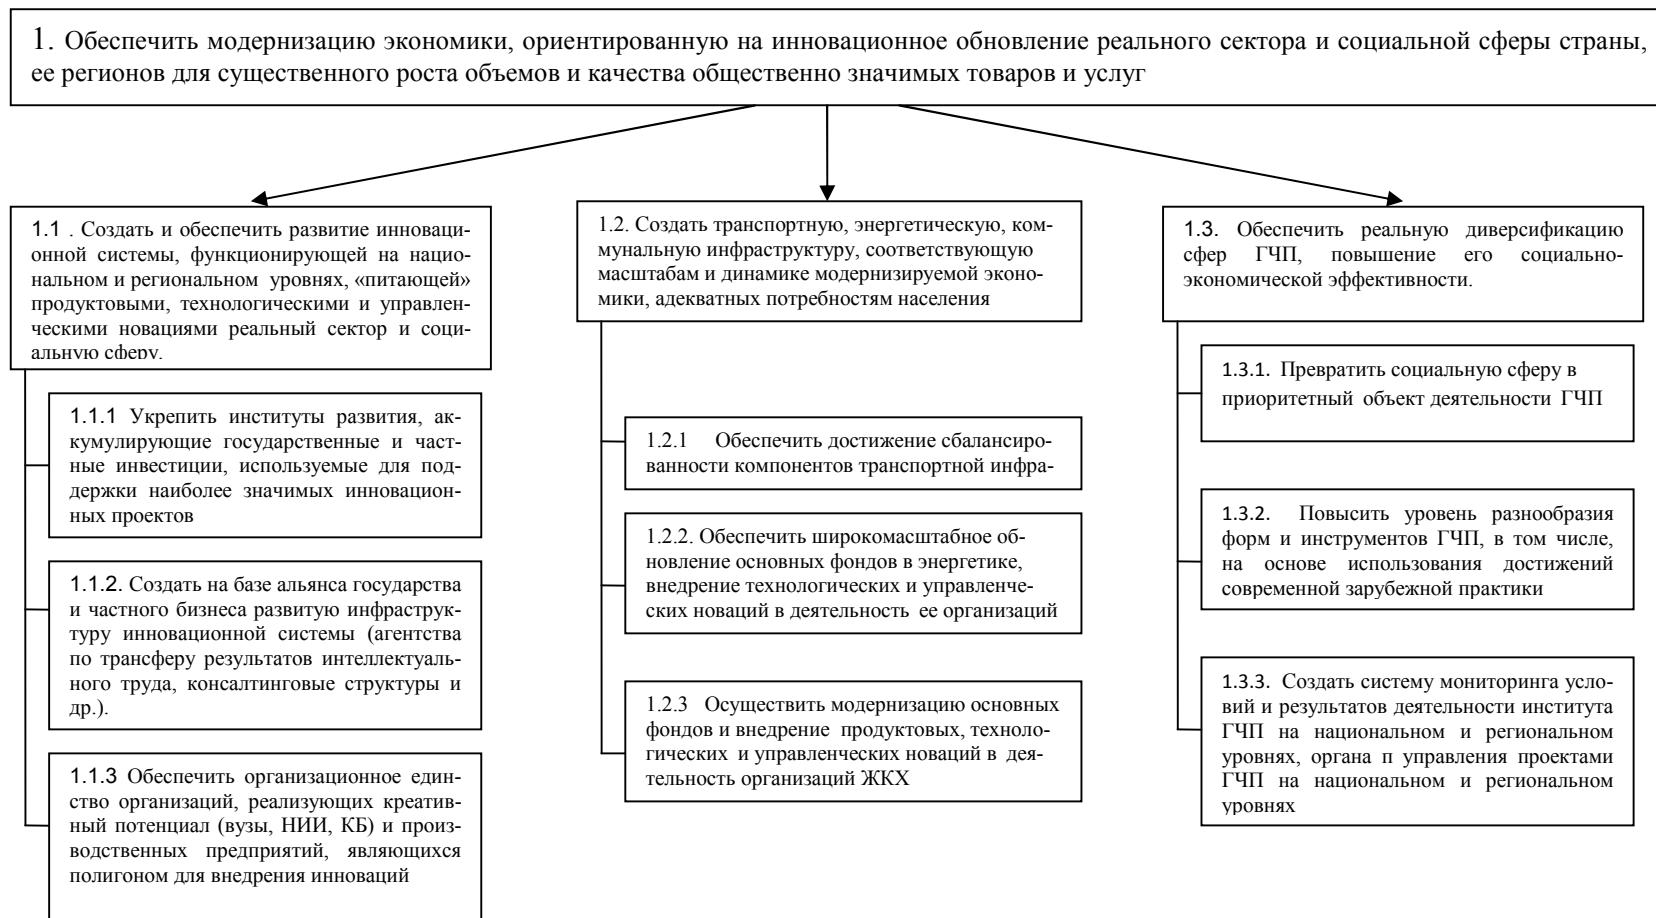 1. Обеспечить модернизацию экономики, ориентированную на инновационное обновление реального сектора и социальной сферы страны,
ее регионов для существенного роста объемов и качества общественно значимых товаров и услуг
1.1 . Создать и обеспечить развитие инноваци-
онной системы, функционирующей на нацио-
нальном и региональном уровнях, «питающей»
продуктовыми, технологическими и управлен-
ческими новациями реальный сектор и соци-
альную сферу.
1.1.1 Укрепить институты развития, ак-
кумулирующие государственные и част-
ные инвестиции, используемые для под-
держки наиболее значимых инновацион-
ных проектов
1.1.2. Создать на базе альянса государства
и частного бизнеса развитую инфраструк-
туру инновационной системы (агентства
по трансферу результатов интеллектуаль-
ного труда, консалтинговые структуры и
др.).
1.1.3 Обеспечить организационное един-
ство организаций, реализующих креатив-
ный потенциал (вузы, НИИ, КБ) и произ-
водственных предприятий, являющихся
полигоном для внедрения инноваций
1.2. Создать транспортную, энергетическую, ком-
мунальную инфраструктуру, соответствующую
масштабам и динамике модернизируемой эконо-
мики, адекватных потребностям населения
1.2.1 Обеспечить достижение сбалансиро-
ванности компонентов транспортной инфра-
1.2.2. Обеспечить широкомасштабное об-
новление основных фондов в энергетике,
внедрение технологических и управленче-
ских новаций в деятельность ее организаций
1.2.3 Осуществить модернизацию основных
фондов и внедрение продуктовых, техноло-
гических и управленческих новаций в дея-
тельность организаций ЖКХ
1.3. Обеспечить реальную диверсификацию
сфер ГЧП, повышение его социально-
экономической эффективности.
1.3.1. Превратить социальную сферу в
приоритетный объект деятельности ГЧП
1.3.2. Повысить уровень разнообразия
форм и инструментов ГЧП, в том числе,
на основе использования достижений
современной зарубежной практики
1.3.3. Создать систему мониторинга усло-
вий и результатов деятельности института
ГЧП на национальном и региональном
уровнях, органа п управления проектами
ГЧП на национальном и региональном
уровнях